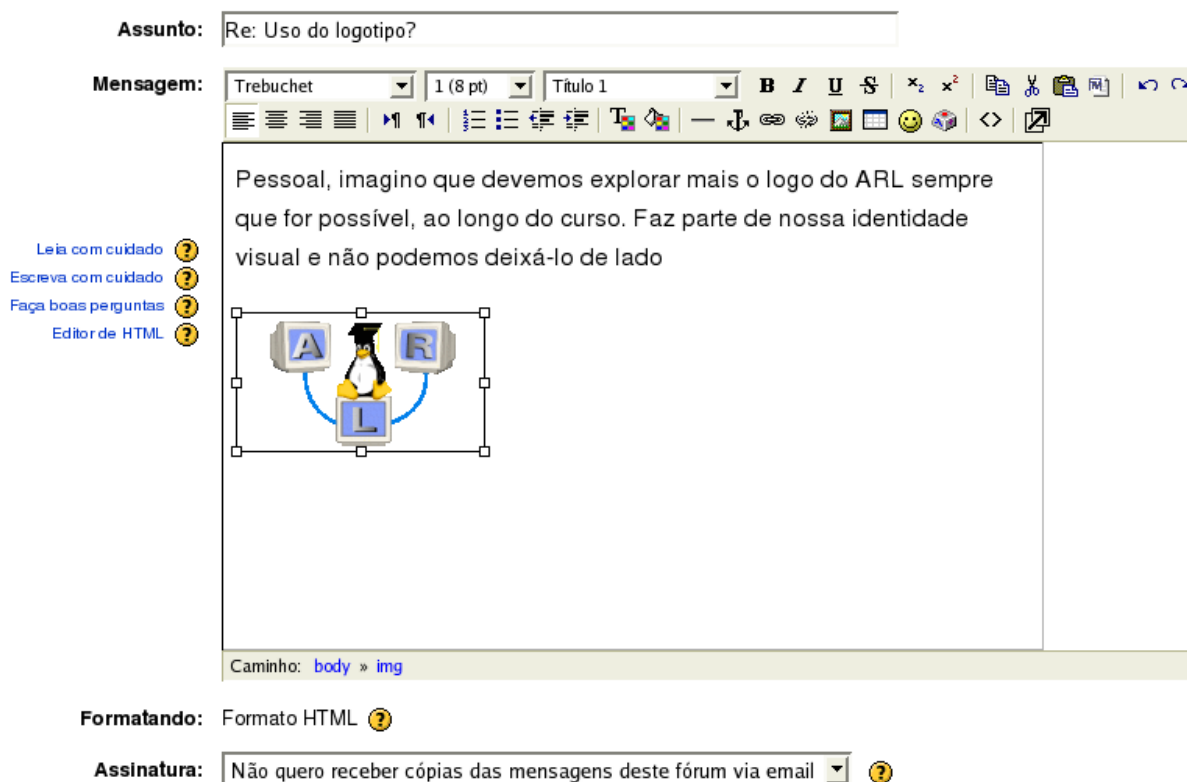 Assunto: Re: Uso do logotipo?
Mensagem: Trebuchet 1 (8 pt) Título 1 B I U S x₂ x²
Pessoal, imagino que devemos explorar mais o logo do ARL sempre
que for possível, ao longo do curso. Faz parte de nossa identidade
visual e não podemos deixá-lo de lado
Leia com cuidado ?
Escreva com cuidado ?
Faça boas perguntas ?
Editor de HTML ?
A R
L
Caminho: body » img
Formatando: Formato HTML ?
Assinatura: Não quero receber cópias das mensagens deste fórum via email ?